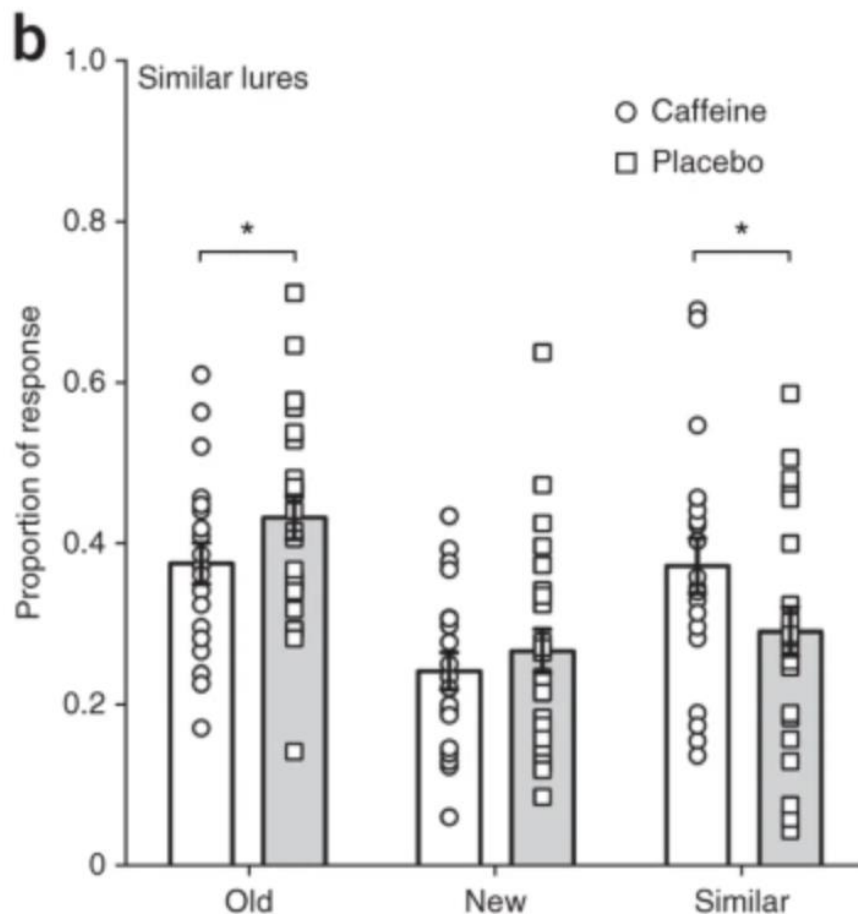 b
Similar lures
Caffeine
Placebo
*
*
1.0
0.8
0.6
0.4
0.2
0
Proportion of response
Old
New
Similar